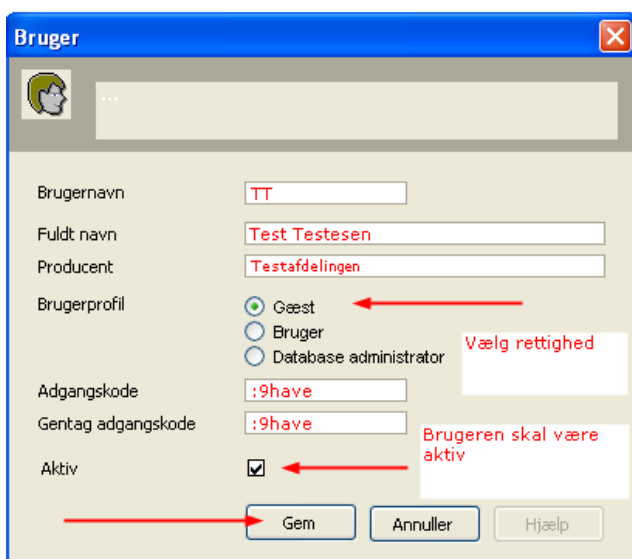 Bruger
...
Brugernavn TT
Fuldt navn Test Testesen
Producent Testafdelingen
Brugerprofil Gæst
Bruger
Database administrator
Vælg rettighed
Adgangskode :9have
Gentag adgangskode :9have
Brugeren skal være
aktiv
Aktiv
Gem Annuller Hjælp